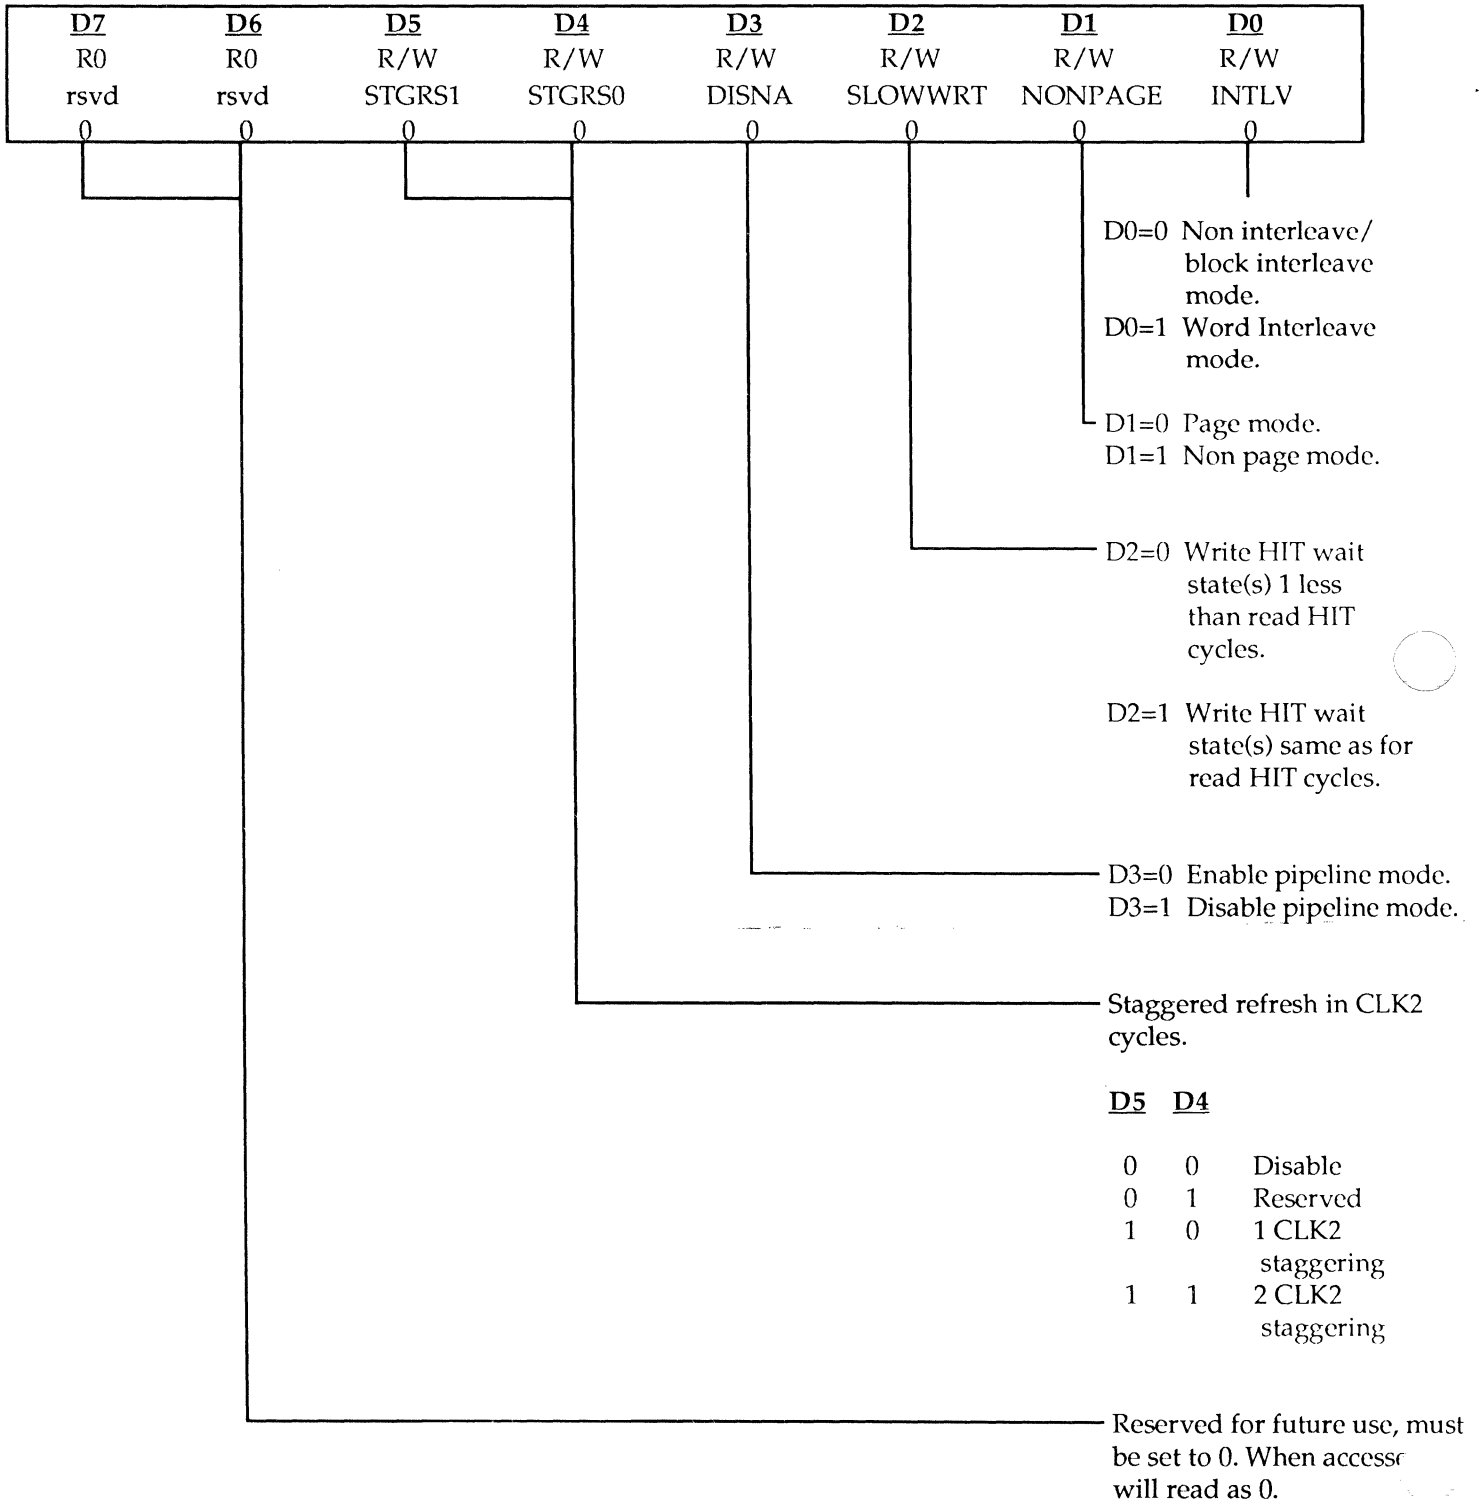 D7 D6 D5 D4 D3 D2 D1 D0
R0 R0 R/W R/W R/W R/W R/W R/W
rsvd rsvd STGRS1 STGRS0 DISNA SLOWWRT NONPAGE INTLV
0 0 0 0 0 0 0 0
D0=0 Non interleave/
block interleave
mode.
D0=1 Word Interleave
mode.
D1=0 Page mode.
D1=1 Non page mode.
D2=0 Write HIT wait
state(s) 1 less
than read HIT
cycles.
D2=1 Write HIT wait
state(s) same as for
read HIT cycles.
D3=0 Enable pipeline mode.
D3=1 Disable pipeline mode.
Staggered refresh in CLK2
cycles.
D5 D4
0 0 Disable
0 1 Reserved
1 0 1 CLK2
staggering
1 1 2 CLK2
staggering
Reserved for future use, must
be set to 0. When
will read as 0.